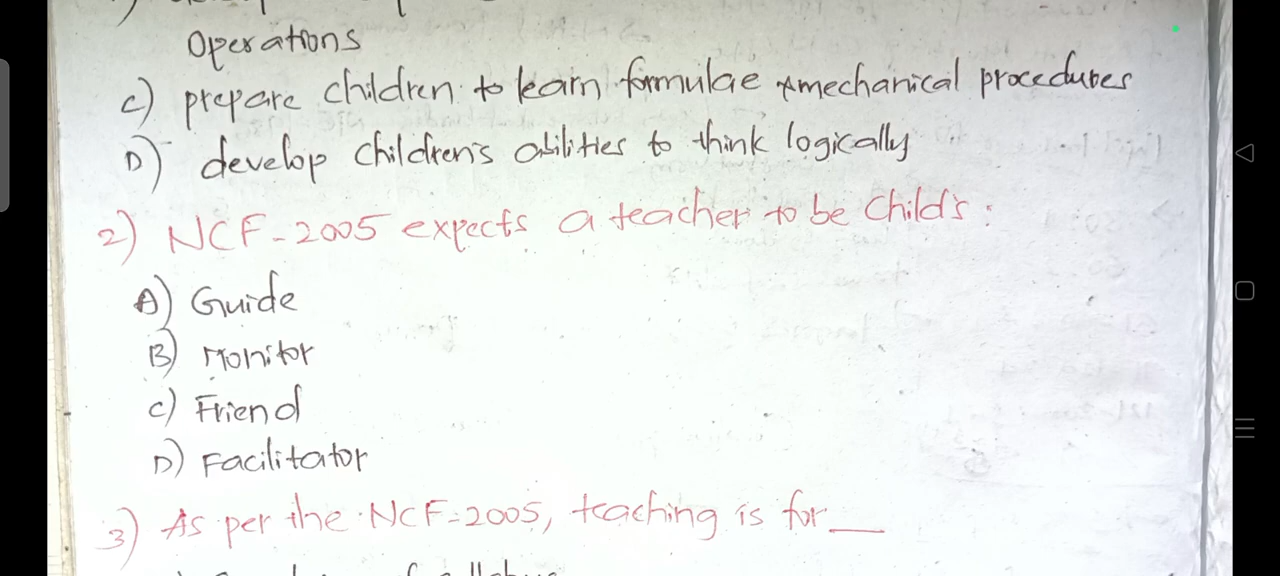 Operations
C) prepare children to learn formulae & mechanical procedures
D) develop children's abilities to think logically
2) NCF-2005 expects a teacher to be Child's :
A) Guide
B) Monitor
C) Friend
D) Facilitator
3) As per the NCF-2005, teaching is for __